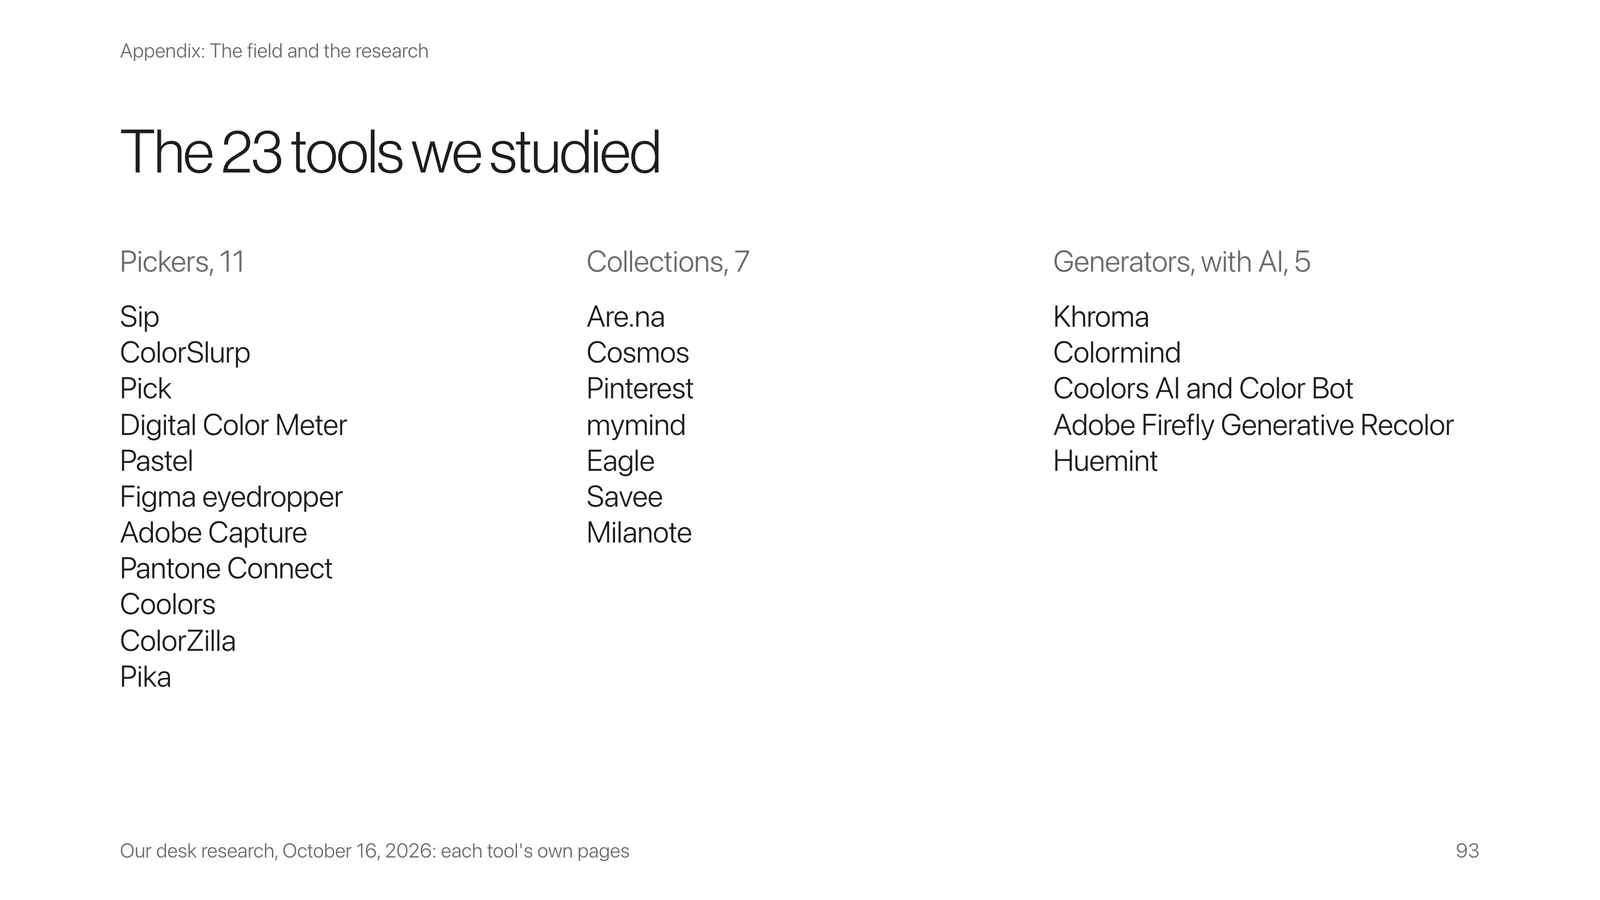 Appendix: The field and the research
The 23 tools we studied
Pickers, 11
Sip
ColorSlurp
Pick
Digital Color Meter
Pastel
Figma eyedropper
Adobe Capture
Pantone Connect
Coolors
ColorZilla
Pika
Collections, 7
Are.na
Cosmos
Pinterest
mymind
Eagle
Savee
Milanote
Generators, with AI, 5
Khroma
Colormind
Coolors AI and Color Bot
Adobe Firefly Generative Recolor
Huemint
Our desk research, October 16, 2026: each tool's own pages
93